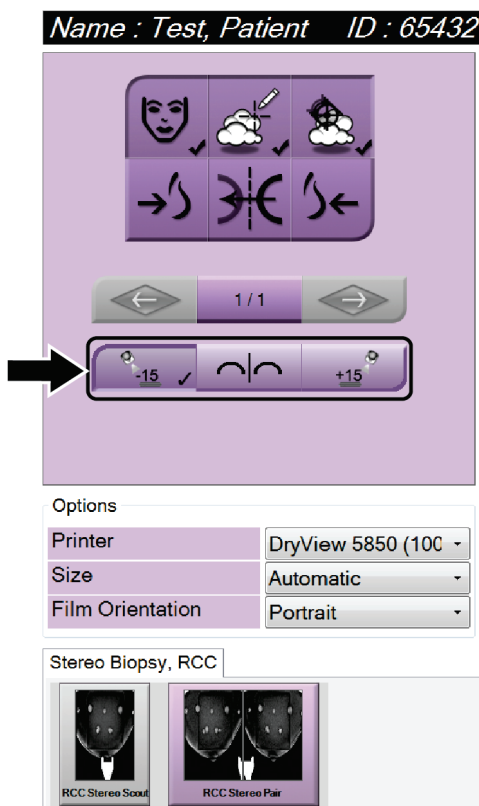 Name : Test, Patient ID : 65432
1 / 1
-15 +15
Options
Printer DryView 5850 (100
Size Automatic
Film Orientation Portrait
Stereo Biopsy, RCC
RCC Stereo Scout RCC Stereo Pair